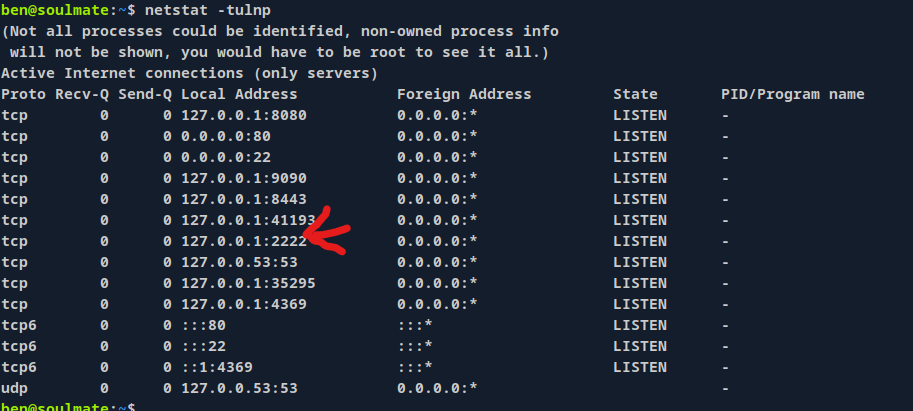 ben@soulmate:~$ netstat -tulnp
(Not all processes could be identified, non-owned process info
 will not be shown, you would have to be root to see it all.)
Active Internet connections (only servers)
Proto Recv-Q Send-Q Local Address           Foreign Address         State       PID/Program name
tcp        0      0 127.0.0.1:8080          0.0.0.0:*               LISTEN      -
tcp        0      0 0.0.0.0:80              0.0.0.0:*               LISTEN      -
tcp        0      0 0.0.0.0:22              0.0.0.0:*               LISTEN      -
tcp        0      0 127.0.0.1:9090          0.0.0.0:*               LISTEN      -
tcp        0      0 127.0.0.1:8443          0.0.0.0:*               LISTEN      -
tcp        0      0 127.0.0.1:41193         0.0.0.0:*               LISTEN      -
tcp        0      0 127.0.0.1:2222          0.0.0.0:*               LISTEN      -
tcp        0      0 127.0.0.53:53           0.0.0.0:*               LISTEN      -
tcp        0      0 127.0.0.1:35295         0.0.0.0:*               LISTEN      -
tcp        0      0 127.0.0.1:4369          0.0.0.0:*               LISTEN      -
tcp6       0      0 :::80                   :::*                    LISTEN      -
tcp6       0      0 :::22                   :::*                    LISTEN      -
tcp6       0      0 ::1:4369                :::*                    LISTEN      -
udp        0      0 127.0.0.53:53           0.0.0.0:*                           -
ben@soulmate:~$